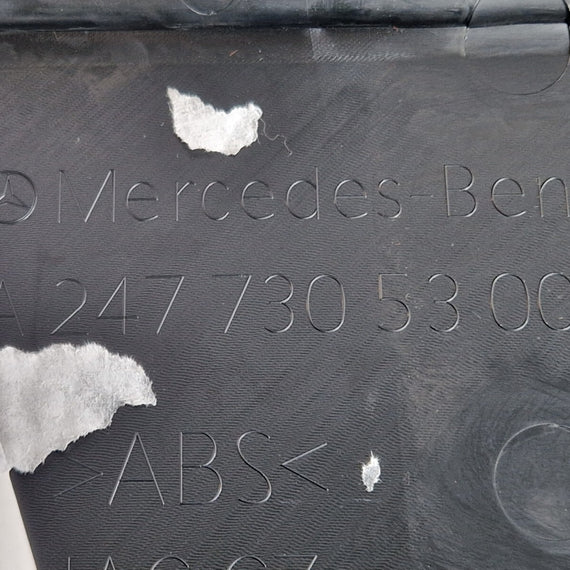 Mercedes-Ben
A 247 730 53 00
>ABS<